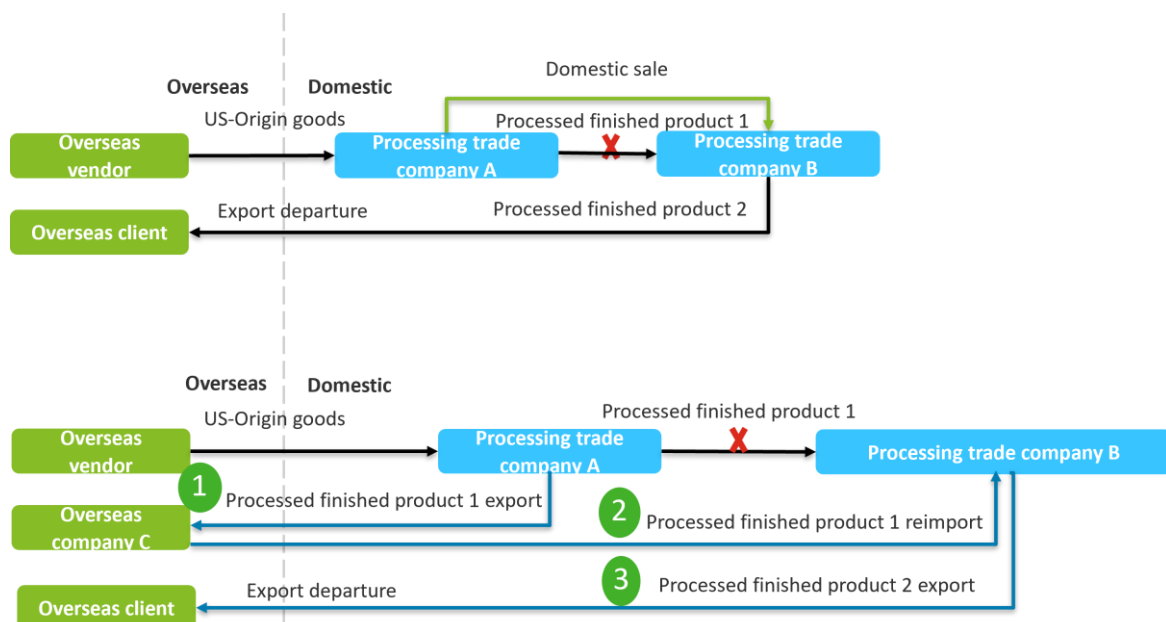 Domestic sale
Overseas
Domestic
US-Origin goods
Processed finished product 1
Overseas
vendor
Processing trade
company A
Processing trade
company B
Export departure
Processed finished product 2
Overseas client
Overseas
Domestic
US-Origin goods
Processed finished product 1
Overseas
vendor
Processing trade
company A
Processing trade company B
1
Processed finished product 1 export
2
Processed finished product 1 reimport
Overseas
company C
3
Processed finished product 2 export
Export departure
Overseas client